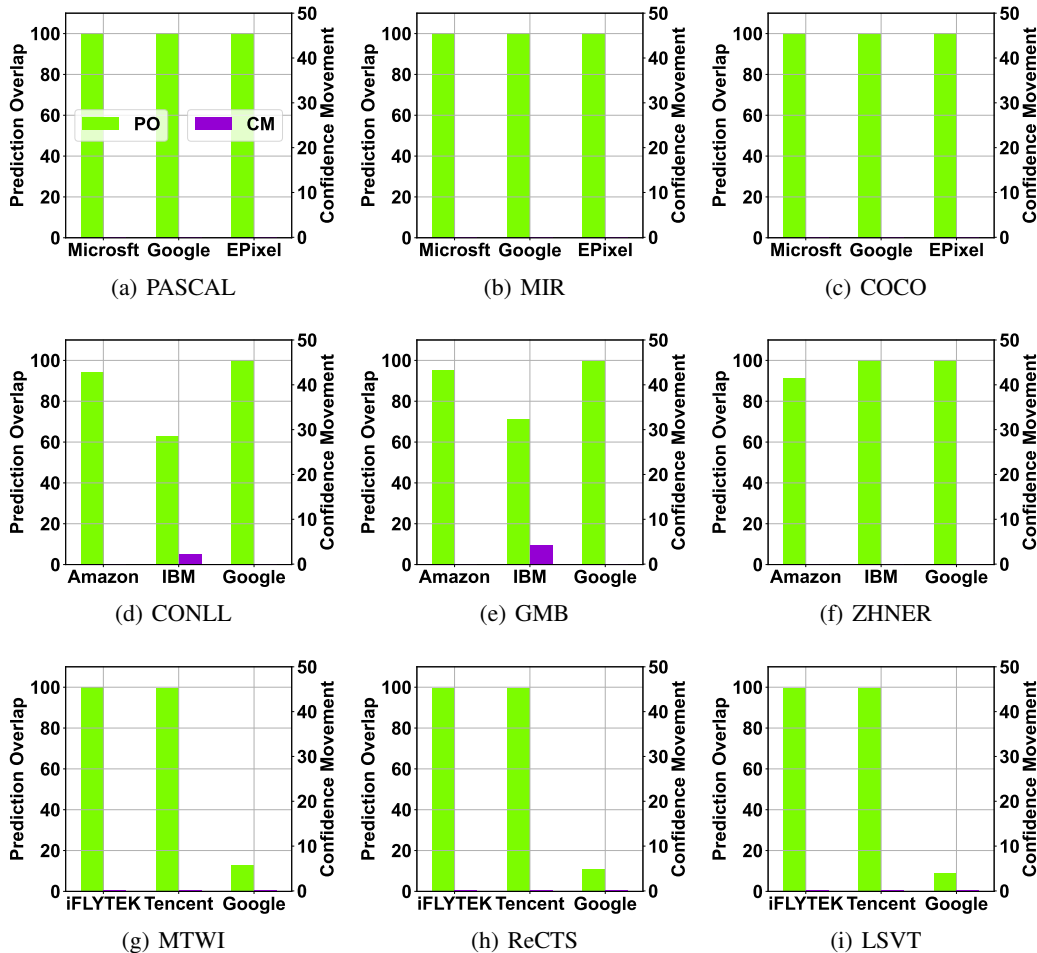 Prediction Overlap
100
80
60
40
20
0
PO
CM
Microsft Google EPixel
50
40
30
20
10
0
Confidence Movement
(a) PASCAL
Prediction Overlap
100
80
60
40
20
0
Microsft Google EPixel
50
40
30
20
10
0
Confidence Movement
(b) MIR
Prediction Overlap
100
80
60
40
20
0
Microsft Google EPixel
50
40
30
20
10
0
Confidence Movement
(c) COCO
Prediction Overlap
100
80
60
40
20
0
Amazon IBM Google
50
40
30
20
10
0
Confidence Movement
(d) CONLL
Prediction Overlap
100
80
60
40
20
0
Amazon IBM Google
50
40
30
20
10
0
Confidence Movement
(e) GMB
Prediction Overlap
100
80
60
40
20
0
Amazon IBM Google
50
40
30
20
10
0
Confidence Movement
(f) ZHNER
Prediction Overlap
100
80
60
40
20
0
iFLYTEK Tencent Google
50
40
30
20
10
0
Confidence Movement
(g) MTWI
Prediction Overlap
100
80
60
40
20
0
iFLYTEK Tencent Google
50
40
30
20
10
0
Confidence Movement
(h) ReCTS
Prediction Overlap
100
80
60
40
20
0
iFLYTEK Tencent Google
50
40
30
20
10
0
Confidence Movement
(i) LSVT